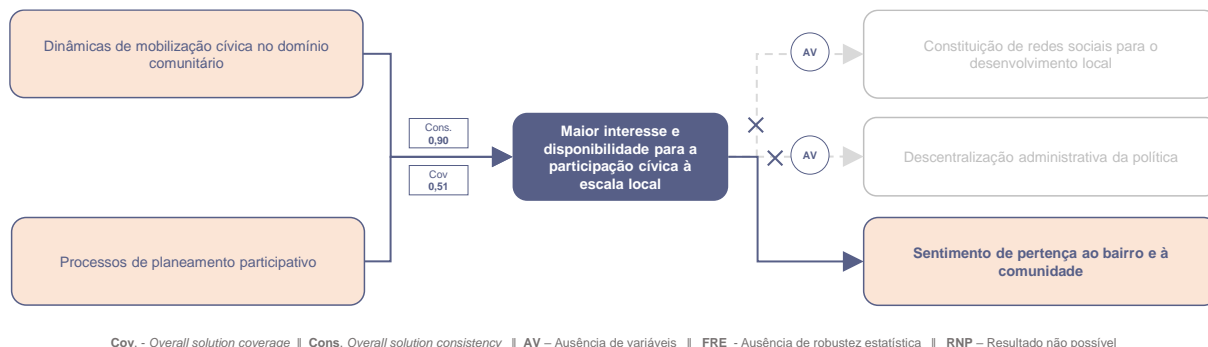 Dinâmicas de mobilização cívica no domínio
comunitário
Processos de planeamento participativo
Cons.
0,90
Cov
0,51
Maior interesse e
disponibilidade para a
participação cívica à
escala local
AV
Constituição de redes sociais para o
desenvolvimento local
AV
Descentralização administrativa da política
Sentimento de pertença ao bairro e à
comunidade
Cov. - Overall solution coverage || Cons. Overall solution consistency || AV – Ausência de variáveis || FRE - Ausência de robustez estatística || RNP – Resultado não possível